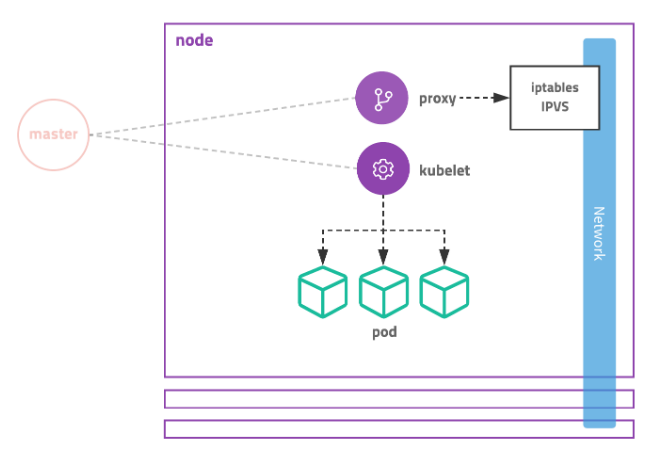 node
master
proxy
iptables
IPVS
kubelet
Network
pod